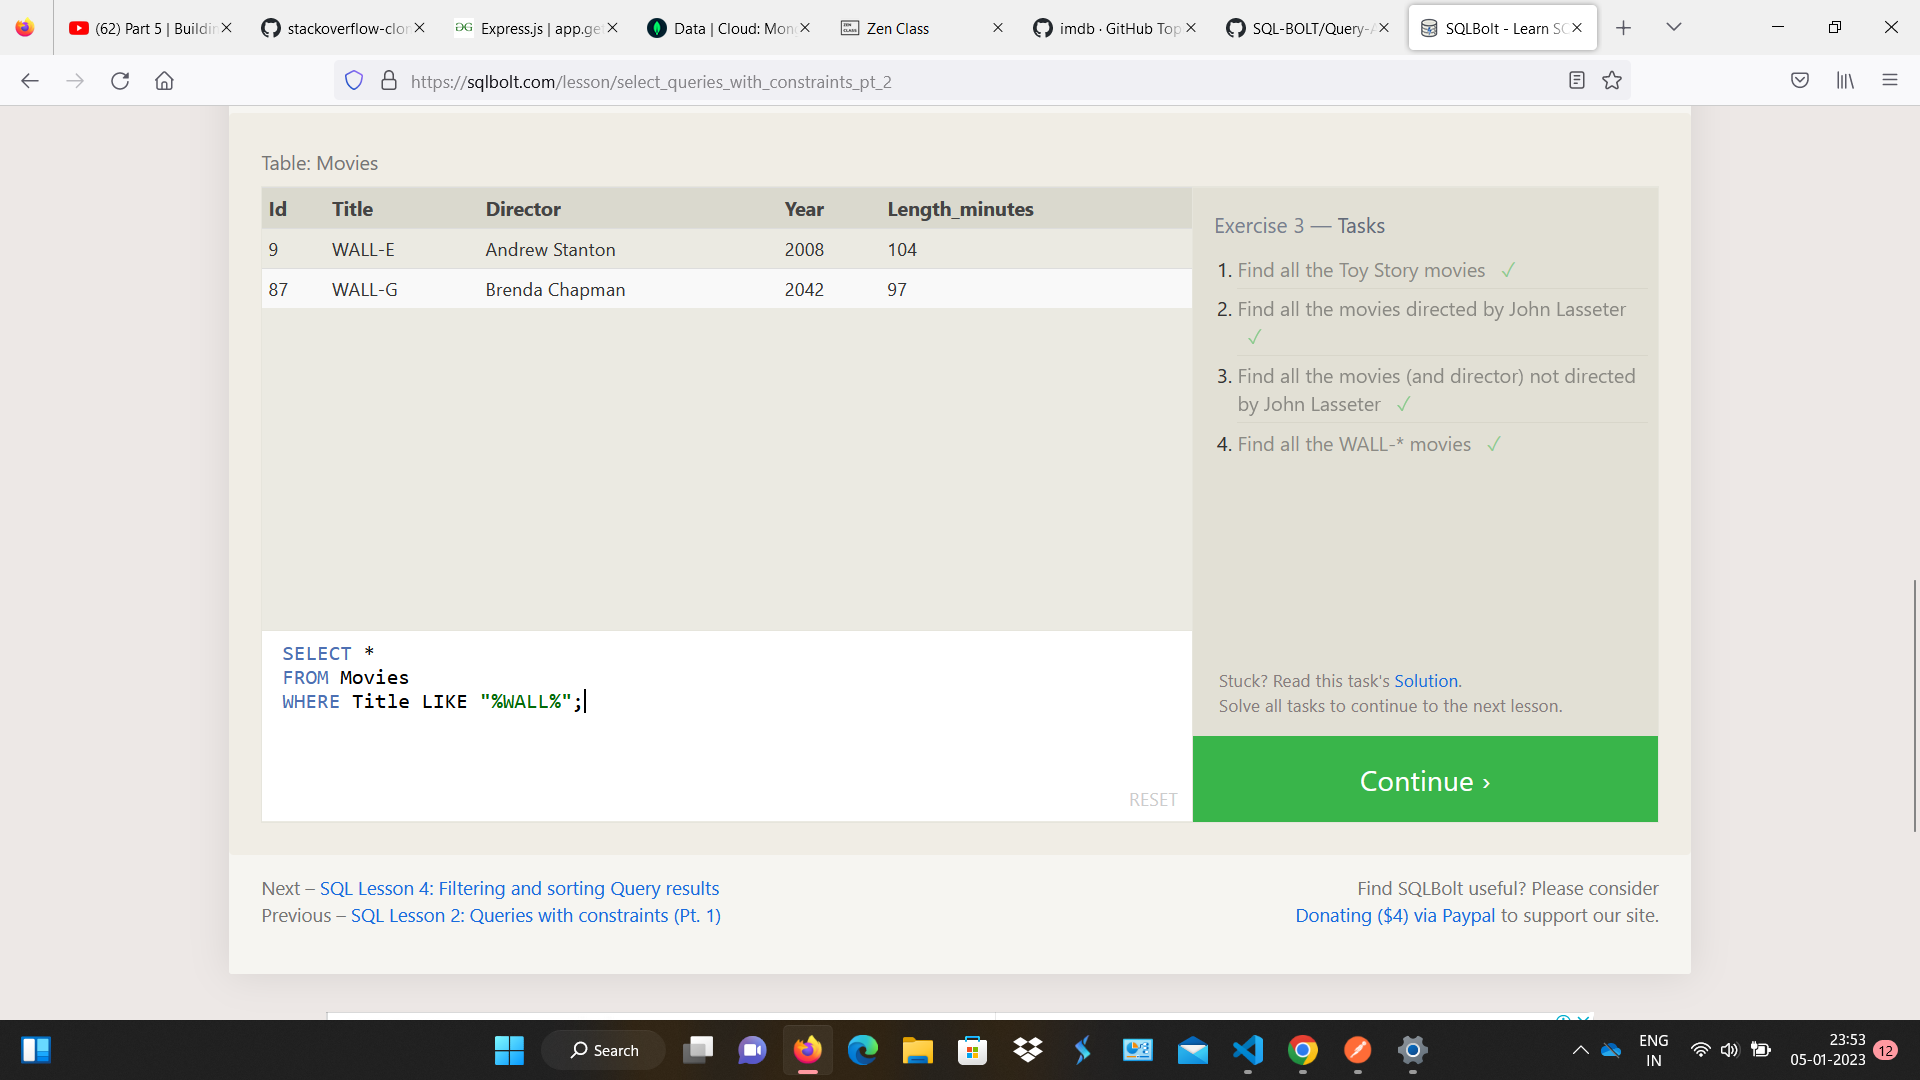 (62) Part 5 | Buildin
stackoverflow-clon
Express.js | app.ge
Data | Cloud: Mon
Zen Class
imdb · GitHub Top
SQL-BOLT/Query-A
SQLBolt - Learn SQ
https://sqlbolt.com/lesson/select_queries_with_constraints_pt_2
Table: Movies
Id Title Director Year Length_minutes
9 WALL-E Andrew Stanton 2008 104
87 WALL-G Brenda Chapman 2042 97
SELECT *
FROM Movies
WHERE Title LIKE "%WALL%";
RESET
Exercise 3 — Tasks
1. Find all the Toy Story movies ✓
2. Find all the movies directed by John Lasseter
✓
3. Find all the movies (and director) not directed
by John Lasseter ✓
4. Find all the WALL-* movies ✓
Stuck? Read this task's Solution.
Solve all tasks to continue to the next lesson.
Continue ›
Next – SQL Lesson 4: Filtering and sorting Query results
Previous – SQL Lesson 2: Queries with constraints (Pt. 1)
Find SQLBolt useful? Please consider
Donating ($4) via Paypal to support our site.
Search
ENG
IN
23:53
05-01-2023
12